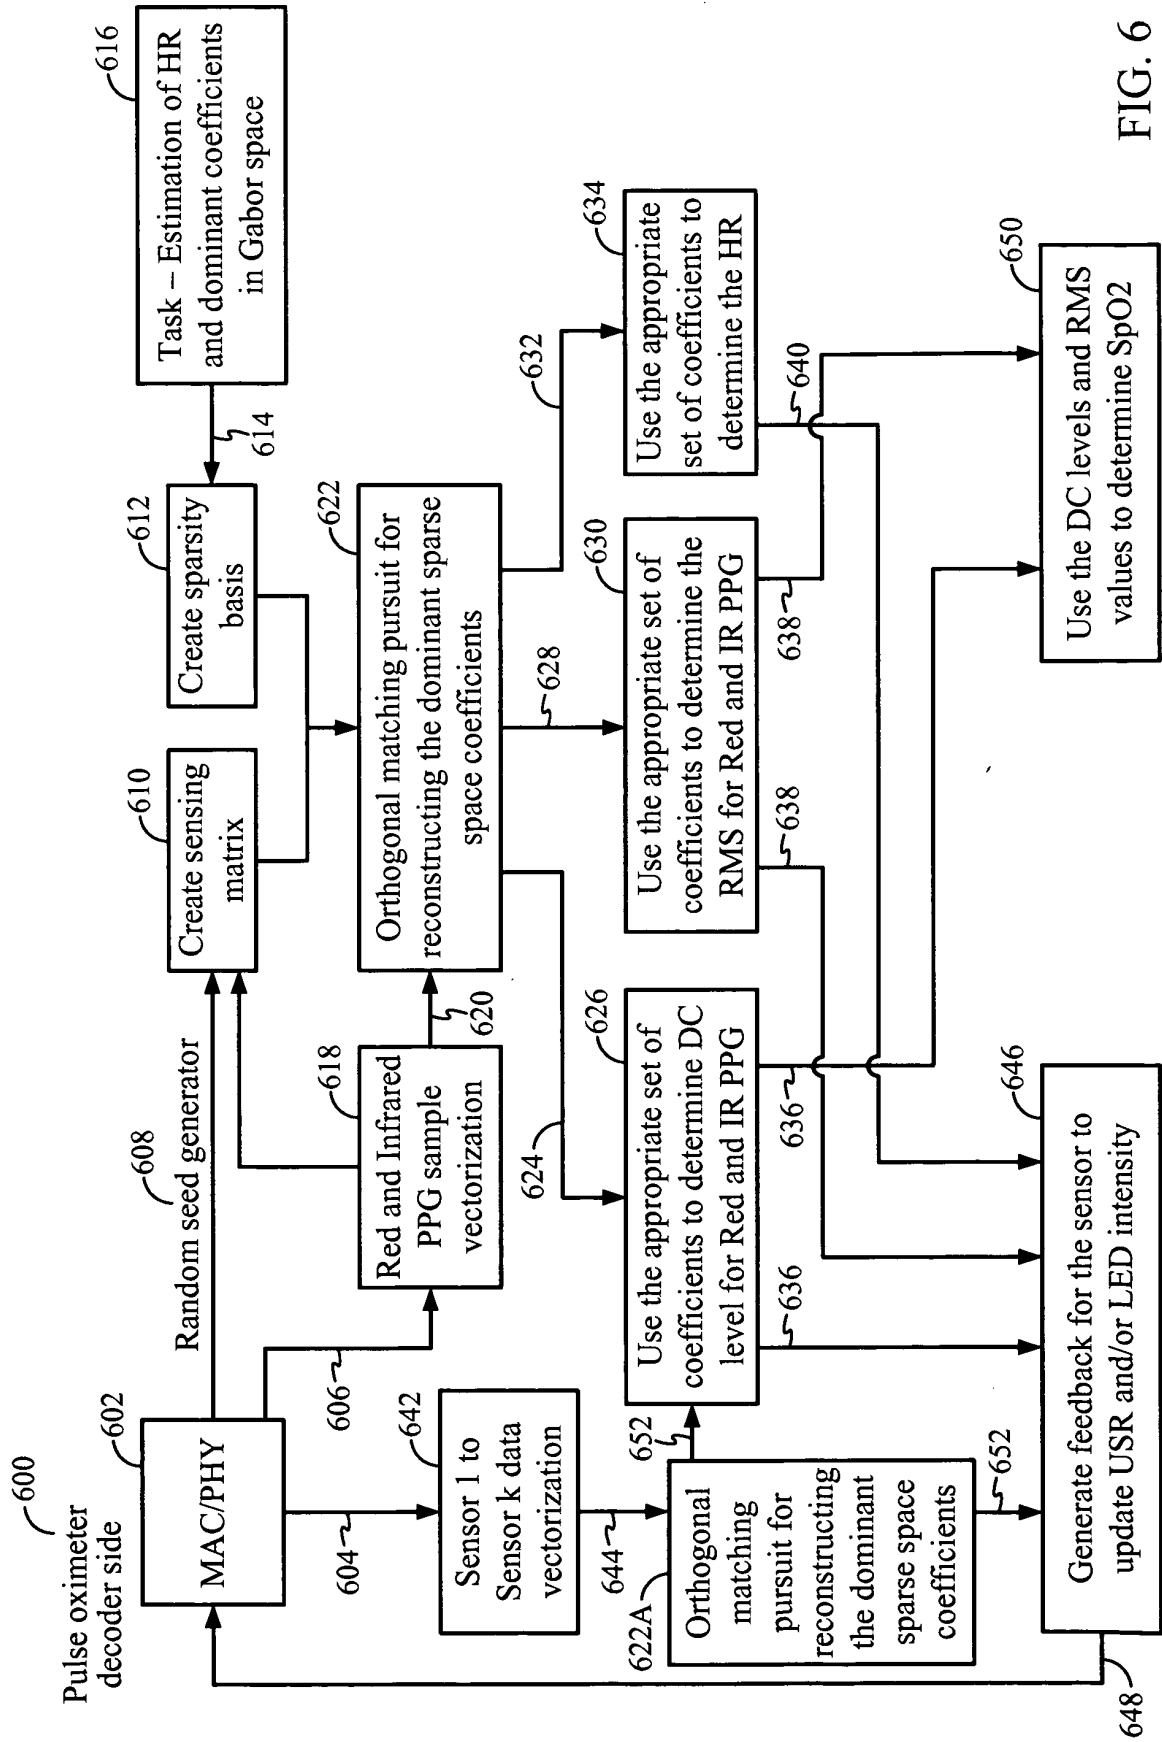 600
Pulse oximeter
decoder side
602
MAC/PHY
608
Random seed generator
610
Create sensing
matrix
612
Create sparsity
basis
614
616
Task – Estimation of HR
and dominant coefficients
in Gabor space
604
606
618
Red and Infrared
PPG sample
vectorization
620
622
Orthogonal matching pursuit for
reconstructing the dominant sparse
space coefficients
642
Sensor 1 to
Sensor k data
vectorization
624
628
632
644
622A
Orthogonal
matching
pursuit for
reconstructing
the dominant
sparse space
coefficients
652
626
Use the appropriate set of
coefficients to determine DC
level for Red and IR PPG
630
Use the appropriate set of
coefficients to determine the
RMS for Red and IR PPG
634
Use the appropriate
set of coefficients to
determine the HR
652
636
636
638
638
640
648
646
Generate feedback for the sensor to
update USR and/or LED intensity
650
Use the DC levels and RMS
values to determine SpO2
FIG. 6